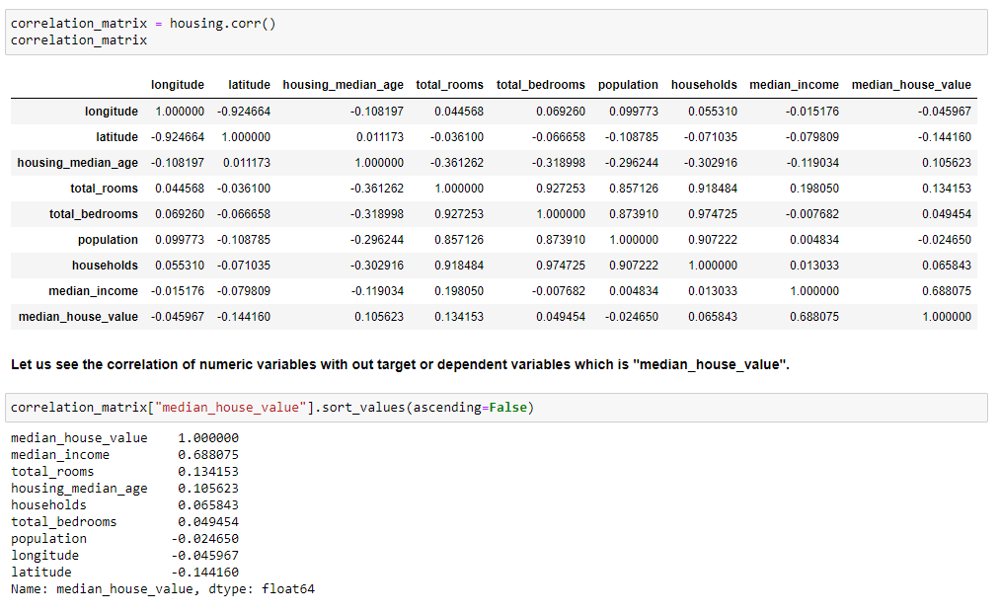 correlation_matrix = housing.corr()
correlation_matrix
longitude latitude housing_median_age total_rooms total_bedrooms population households median_income median_house_value
longitude 1.000000 -0.924664 -0.108197 0.044568 0.069260 0.099773 0.055310 -0.015176 -0.045967
latitude -0.924664 1.000000 0.011173 -0.036100 -0.066658 -0.108785 -0.071035 -0.079809 -0.144160
housing_median_age -0.108197 0.011173 1.000000 -0.361262 -0.318998 -0.296244 -0.302916 -0.119034 0.105623
total_rooms 0.044568 -0.036100 -0.361262 1.000000 0.927253 0.857126 0.918484 0.198050 0.134153
total_bedrooms 0.069260 -0.066658 -0.318998 0.927253 1.000000 0.873910 0.974725 -0.007682 0.049454
population 0.099773 -0.108785 -0.296244 0.857126 0.873910 1.000000 0.907222 0.004834 -0.024650
households 0.055310 -0.071035 -0.302916 0.918484 0.974725 0.907222 1.000000 0.013033 0.065843
median_income -0.015176 -0.079809 -0.119034 0.198050 -0.007682 0.004834 0.013033 1.000000 0.688075
median_house_value -0.045967 -0.144160 0.105623 0.134153 0.049454 -0.024650 0.065843 0.688075 1.000000
Let us see the correlation of numeric variables with out target or dependent variables which is "median_house_value".
correlation_matrix["median_house_value"].sort_values(ascending=False)
median_house_value 1.000000
median_income 0.688075
total_rooms 0.134153
housing_median_age 0.105623
households 0.065843
total_bedrooms 0.049454
population -0.024650
longitude -0.045967
latitude -0.144160
Name: median_house_value, dtype: float64